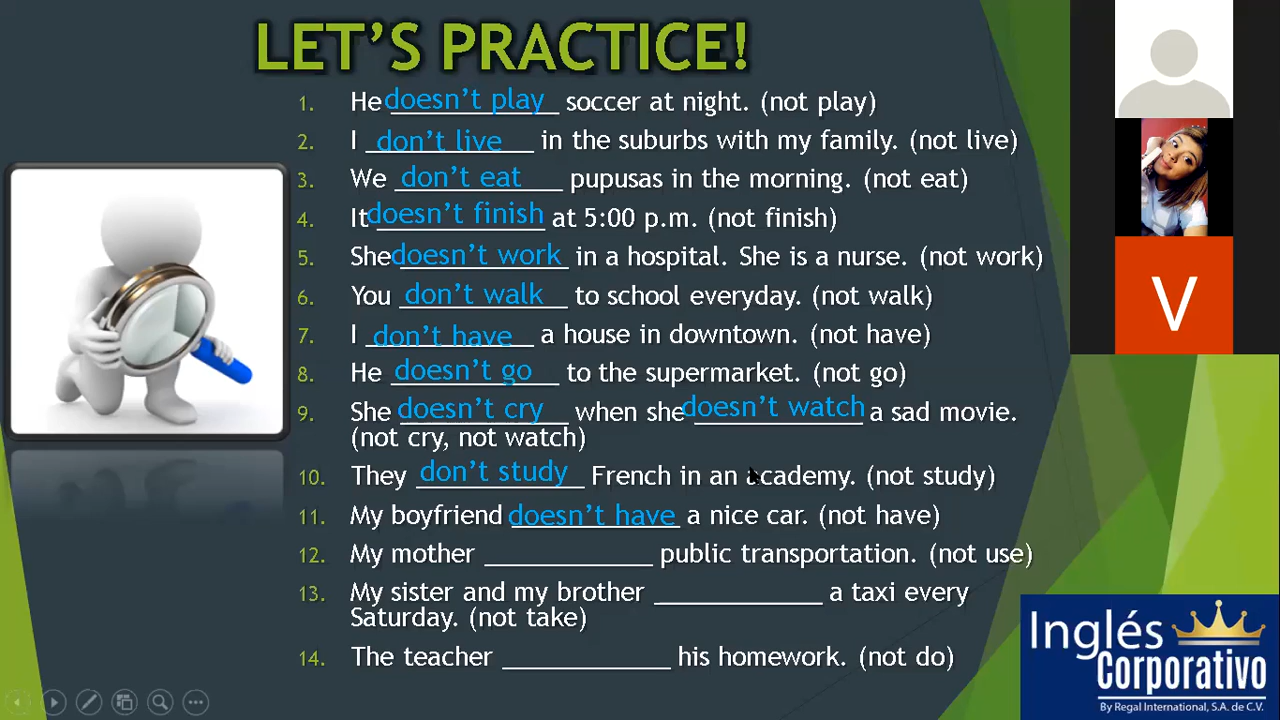 LET'S PRACTICE!
1. He doesn't play soccer at night. (not play)
2. I don't live in the suburbs with my family. (not live)
3. We don't eat pupusas in the morning. (not eat)
4. It doesn't finish at 5:00 p.m. (not finish)
5. She doesn't work in a hospital. She is a nurse. (not work)
6. You don't walk to school everyday. (not walk)
7. I don't have a house in downtown. (not have)
8. He doesn't go to the supermarket. (not go)
9. She doesn't cry when she doesn't watch a sad movie.
(not cry, not watch)
10. They don't study French in an academy. (not study)
11. My boyfriend doesn't have a nice car. (not have)
12. My mother ____________ public transportation. (not use)
13. My sister and my brother ____________ a taxi every
Saturday. (not take)
14. The teacher ____________ his homework. (not do)
V
Inglés
Corporativo
By Regal International, S.A. de C.V.